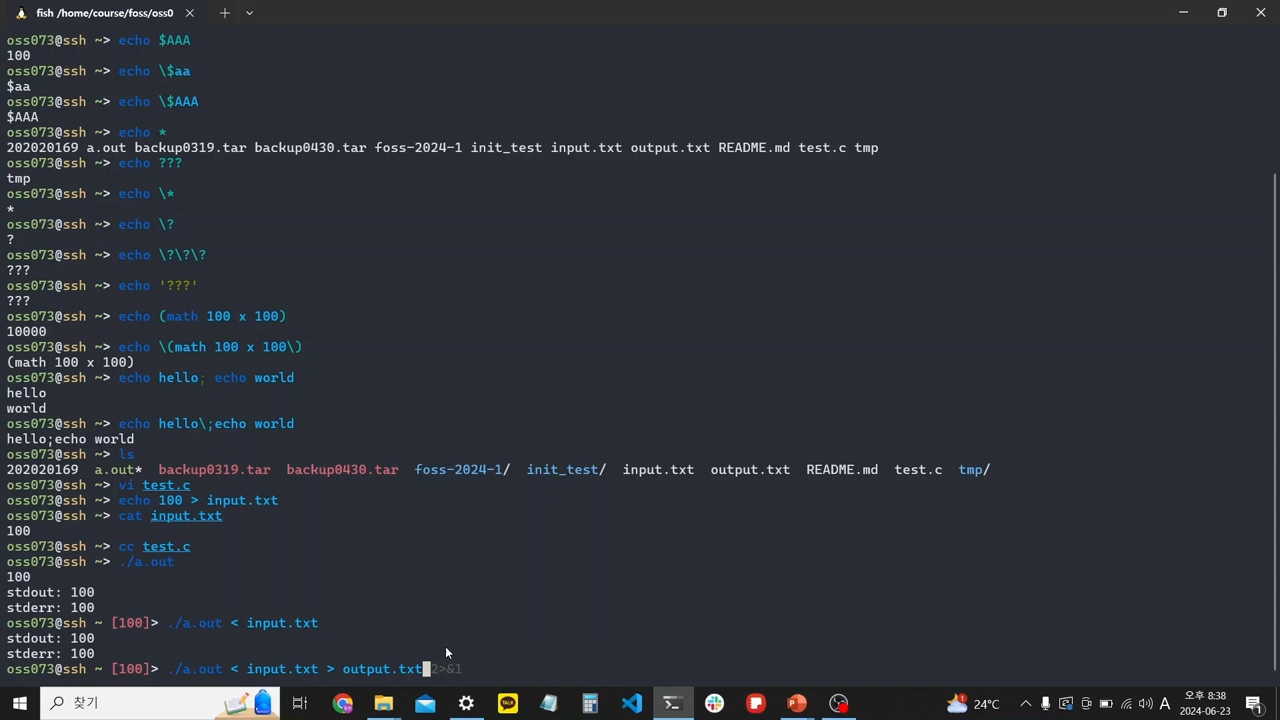 fish /home/course/foss/oss0
oss073@ssh ~> echo $AAA
100
oss073@ssh ~> echo \$aa
$aa
oss073@ssh ~> echo \$AAA
$AAA
oss073@ssh ~> echo *
202020169 a.out backup0319.tar backup0430.tar foss-2024-1 init_test input.txt output.txt README.md test.c tmp
oss073@ssh ~> echo ???
tmp
oss073@ssh ~> echo \*
*
oss073@ssh ~> echo \?
?
oss073@ssh ~> echo \?\?\?
???
oss073@ssh ~> echo '???'
???
oss073@ssh ~> echo (math 100 x 100)
10000
oss073@ssh ~> echo \(math 100 x 100\)
(math 100 x 100)
oss073@ssh ~> echo hello; echo world
hello
world
oss073@ssh ~> echo hello\;echo world
hello;echo world
oss073@ssh ~> ls
202020169 a.out* backup0319.tar backup0430.tar foss-2024-1/ init_test/ input.txt output.txt README.md test.c tmp/
oss073@ssh ~> vi test.c
oss073@ssh ~> echo 100 > input.txt
oss073@ssh ~> cat input.txt
100
oss073@ssh ~> cc test.c
oss073@ssh ~> ./a.out
100
stdout: 100
stderr: 100
oss073@ssh ~ [100]> ./a.out < input.txt
stdout: 100
stderr: 100
oss073@ssh ~ [100]> ./a.out < input.txt > output.txt 2>&1
찾기
TALK
24°C
A
오후 8:38
2024-06-23